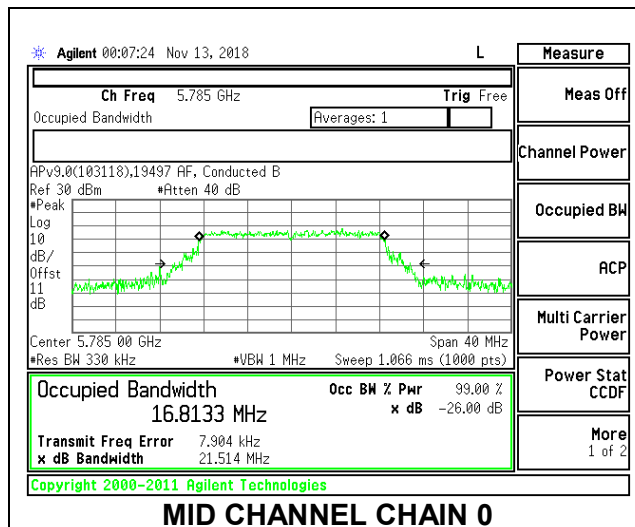 Agilent 00:07:24 Nov 13, 2018 L
Measure
Ch Freq 5.785 GHz Trig Free
Occupied Bandwidth Averages: 1
Meas Off
Channel Power
Occupied BW
ACP
Multi Carrier
Power
Power Stat
CCDF
More
1 of 2
APv9.0(103118),19497 AF, Conducted B
Ref 30 dBm #Atten 40 dB
#Peak
Log
10
dB/
Offst
11
dB
Center 5.785 00 GHz Span 40 MHz
#Res BW 330 kHz #VBW 1 MHz Sweep 1.066 ms (1000 pts)
Occupied Bandwidth Occ BW % Pwr 99.00 %
16.8133 MHz x dB -26.00 dB
Transmit Freq Error 7.904 kHz
x dB Bandwidth 21.514 MHz
Copyright 2000-2011 Agilent Technologies
MID CHANNEL CHAIN 0